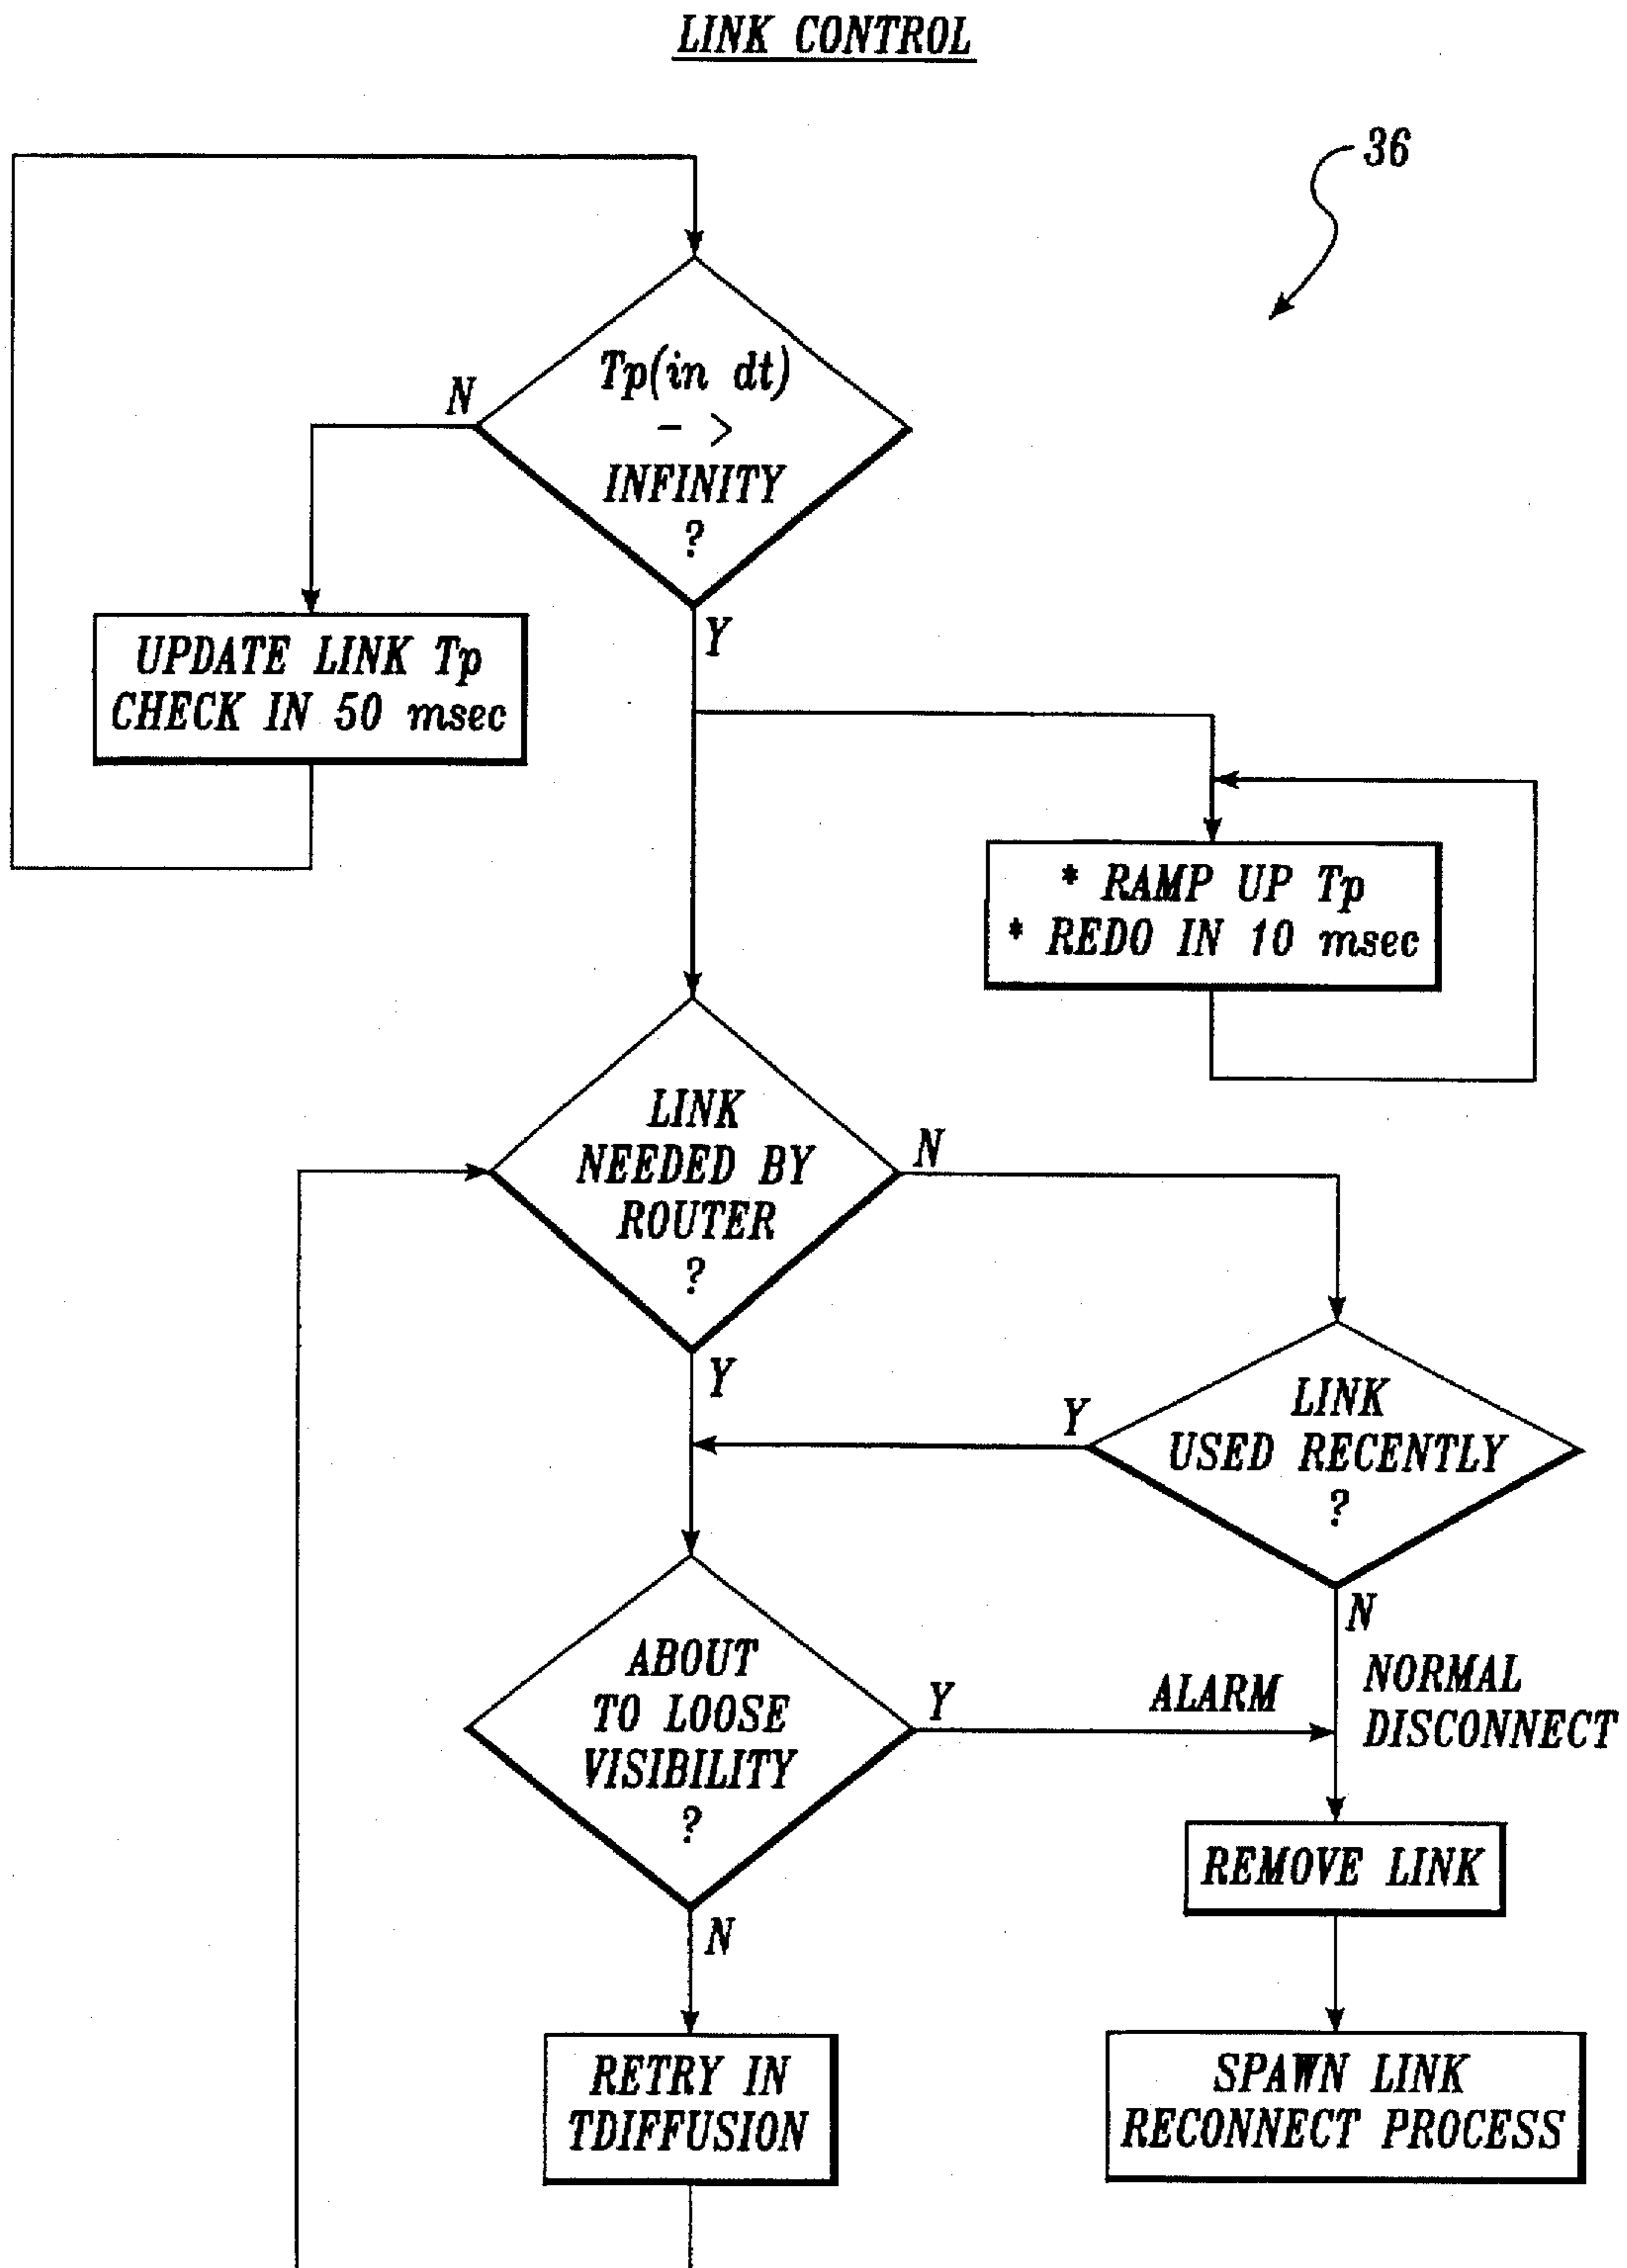 LINK CONTROL
36
Tp(in dt)
- >
INFINITY
?
N
Y
UPDATE LINK Tp
CHECK IN 50 msec
* RAMP UP Tp
* REDO IN 10 msec
LINK
NEEDED BY
ROUTER
?
N
Y
LINK
USED RECENTLY
?
Y
N
ABOUT
TO LOOSE
VISIBILITY
?
Y
ALARM
NORMAL
DISCONNECT
N
REMOVE LINK
RETRY IN
TDIFFUSION
SPAWN LINK
RECONNECT PROCESS